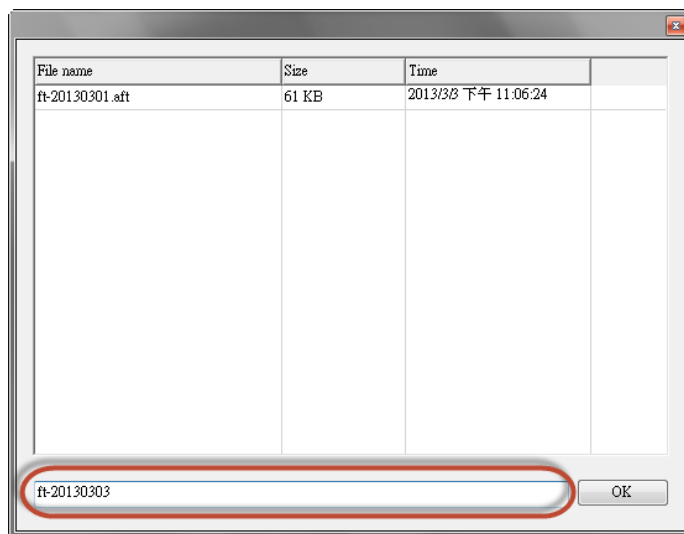 File name Size Time
ft-20130301.aft 61 KB 2013/3/3 下午 11:06:24
ft-20130303 OK